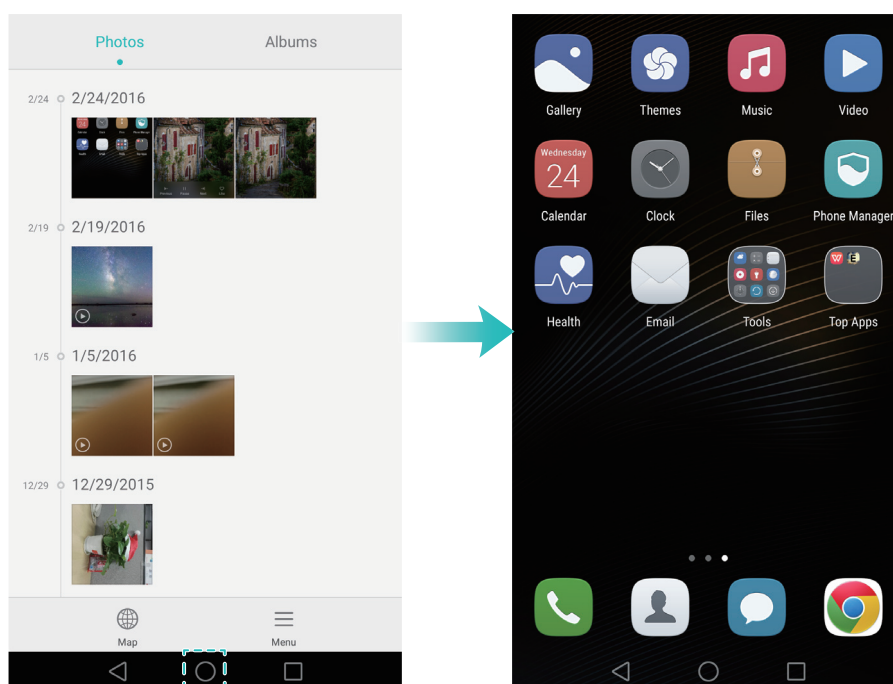 Photos Albums
2/24 2/24/2016
2/19 2/19/2016
1/5 1/5/2016
12/29 12/29/2015
Map Menu
Gallery Themes Music Video
Wednesday
24
Calendar Clock Files Phone Manager
Health Email Tools Top Apps